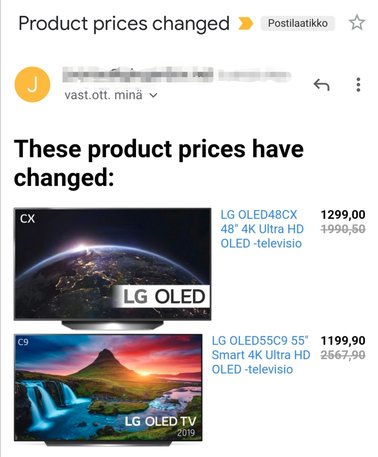 Product prices changed Postilaatikko
J
vast.ott. minä
These product prices have
changed:
CX
LG OLED
LG OLED48CX
48" 4K Ultra HD
OLED -televisio
1299,00
1990,50
C9
LG OLED TV
2019
LG OLED55C9 55"
Smart 4K Ultra HD
OLED -televisio
1199,90
2567,90